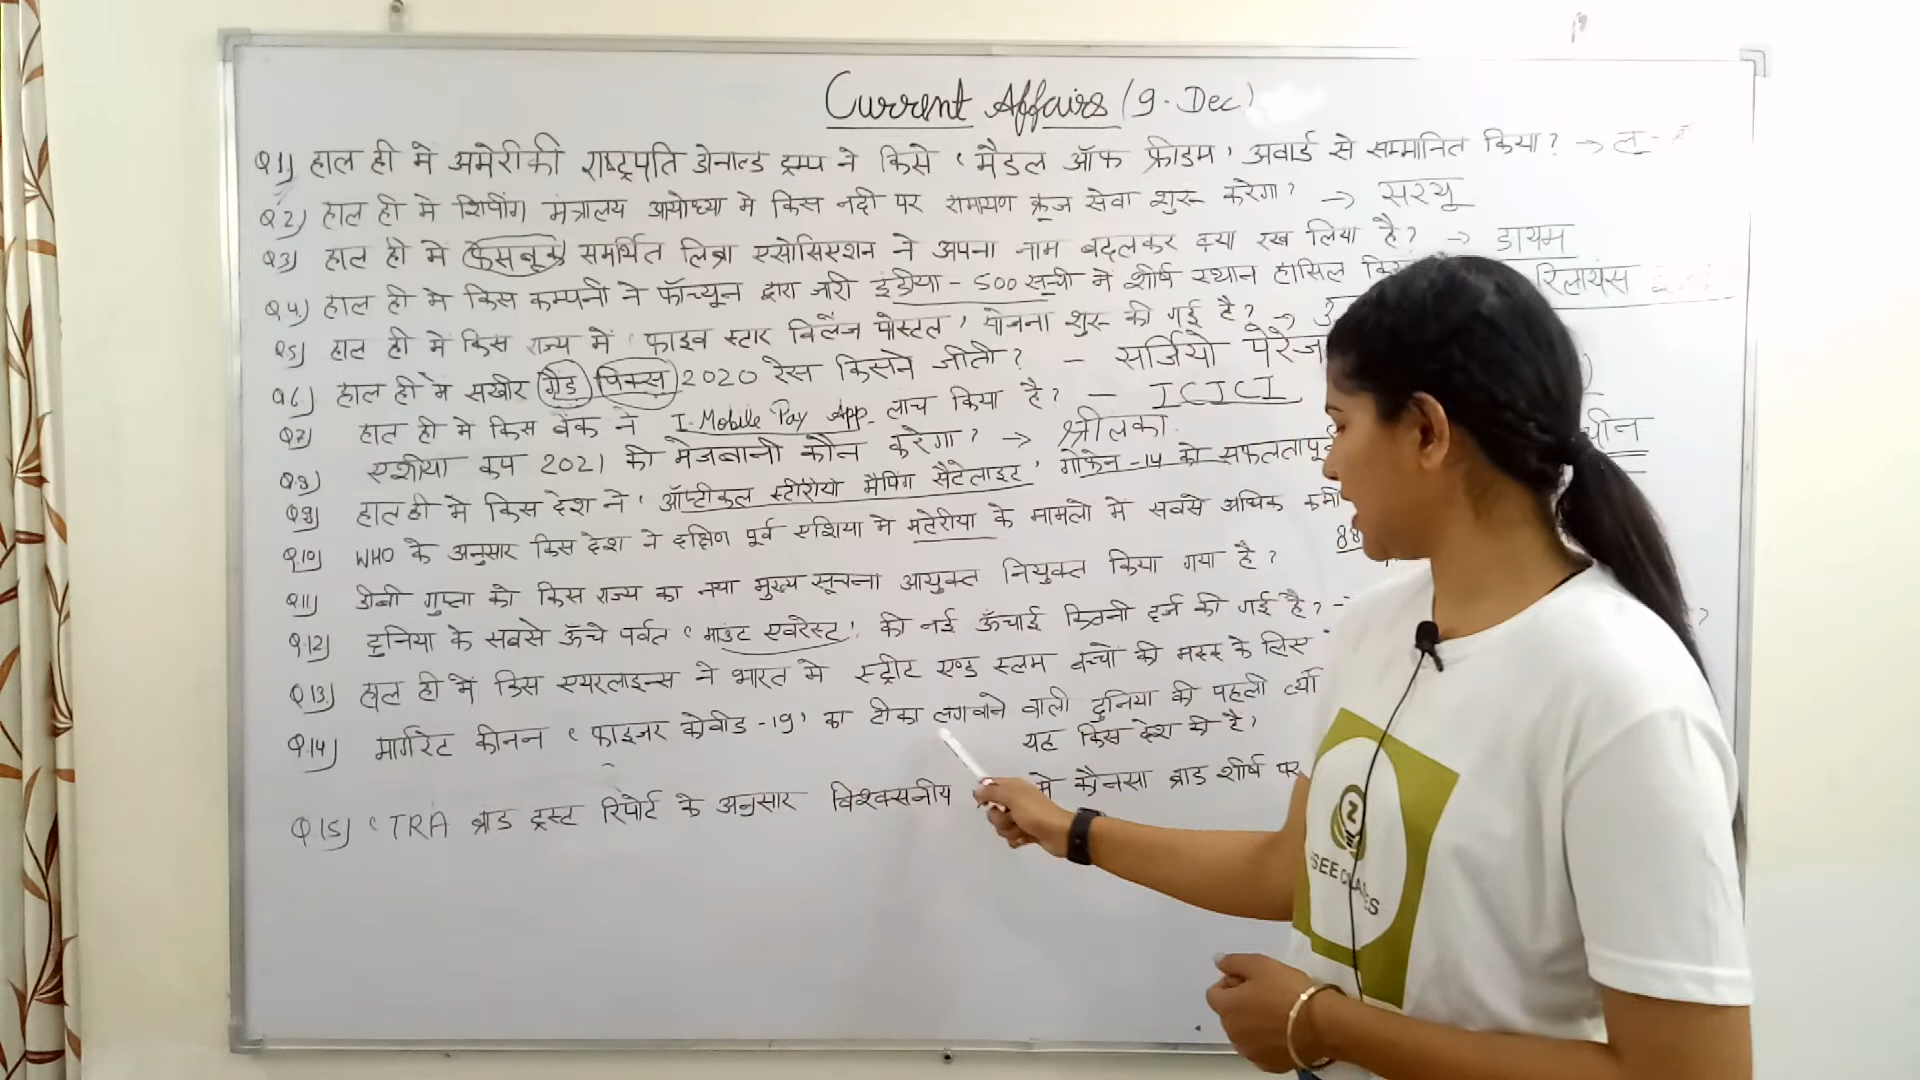 Current Affairs (9. Dec)
Q1) हाल ही मे अमेरीकी राष्ट्रपति डोनाल्ड ट्रम्प ने किसे 'मैडल ऑफ फ्रीडम' अवार्ड से सम्मानित किया? →
Q2) हाल ही मे शिपींग मंत्रालय आयोध्या मे किस नदी पर रामायण क्रूज सेवा शुरू करेगा? → सरयू
Q3) हाल ही मे फेसबूक समर्थित लिब्रा एसोसिएशन ने अपना नाम बदलकर क्या रख लिया है? → डायम
Q4) हाल ही मे किस कम्पनी ने फॉर्च्यून द्वारा जारी इंडीया - 500 सूची मे शीर्ष स्थान हासिल रिलायंस
Q5) हाल ही मे किस राज्य में 'फाइव स्टार विलैज पोस्टल' योजना शुरू की गई है? →
Q6) हाल ही मे सखीर ग्रैंड प्रिक्स 2020 रेस किसने जीती? - सर्जियो पेरेज
Q7) हाल ही मे किस बैंक ने I-Mobile Pay App लांच किया है? - ICICI
Q8) एशीया कप 2021 की मेजबानी कौन करेगा? → श्रीलंका.
Q9) हाल ही मे किस देश ने 'ऑप्टीकल स्टीरीयो मैपिंग सैटेलाइट' गोफेन -14 को सफलतापूर्व चीन
Q10) WHO के अनुसार किस देश ने दक्षिण पूर्व एशिया मे मलेरीया के मामलो मे सबसे अधिक कमी
Q11) डीबी गुप्ता को किस राज्य का नया मुख्य सूचना आयुक्त नियुक्त किया गया है?
Q12) दुनिया के सबसे ऊँचे पर्वत 'माउंट एवरेस्ट' की नई ऊँचाई कितनी दर्ज की गई है? -
Q13) हाल ही में किस एयरलाइन्स ने भारत मे स्ट्रीट एण्ड स्लम बच्चो की मदद के लिए
Q14) मार्गरेट कीनन 'फाइजर कोवीड -19' का टीका लगवाने वाली दुनिया की पहली
यह किस देश की है?
Q15) 'TRA ब्रांड ट्रस्ट रिपोर्ट के अनुसार विश्वसनीय मे कौनसा ब्रांड शीर्ष पर